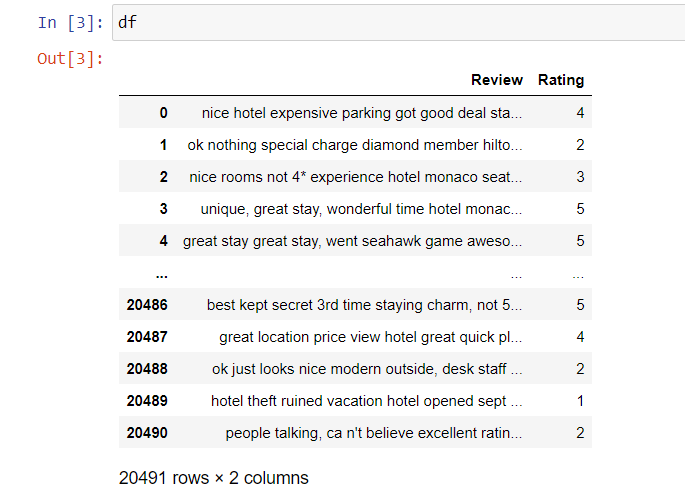 In [3]: df
Out[3]:
Review Rating
0 nice hotel expensive parking got good deal sta... 4
1 ok nothing special charge diamond member hilto... 2
2 nice rooms not 4* experience hotel monaco seat... 3
3 unique, great stay, wonderful time hotel monac... 5
4 great stay great stay, went seahawk game aweso... 5
... ... ...
20486 best kept secret 3rd time staying charm, not 5... 5
20487 great location price view hotel great quick pl... 4
20488 ok just looks nice modern outside, desk staff ... 2
20489 hotel theft ruined vacation hotel opened sept ... 1
20490 people talking, ca n't believe excellent ratin... 2
20491 rows × 2 columns